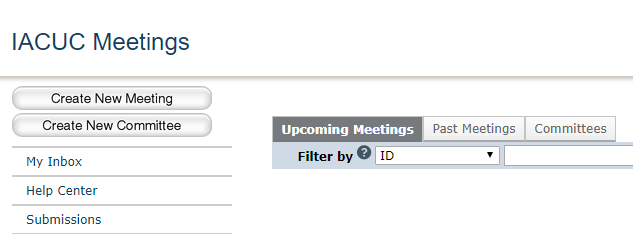 IACUC Meetings
Create New Meeting
Create New Committee
My Inbox
Help Center
Submissions
Upcoming Meetings Past Meetings Committees
Filter by ? ID